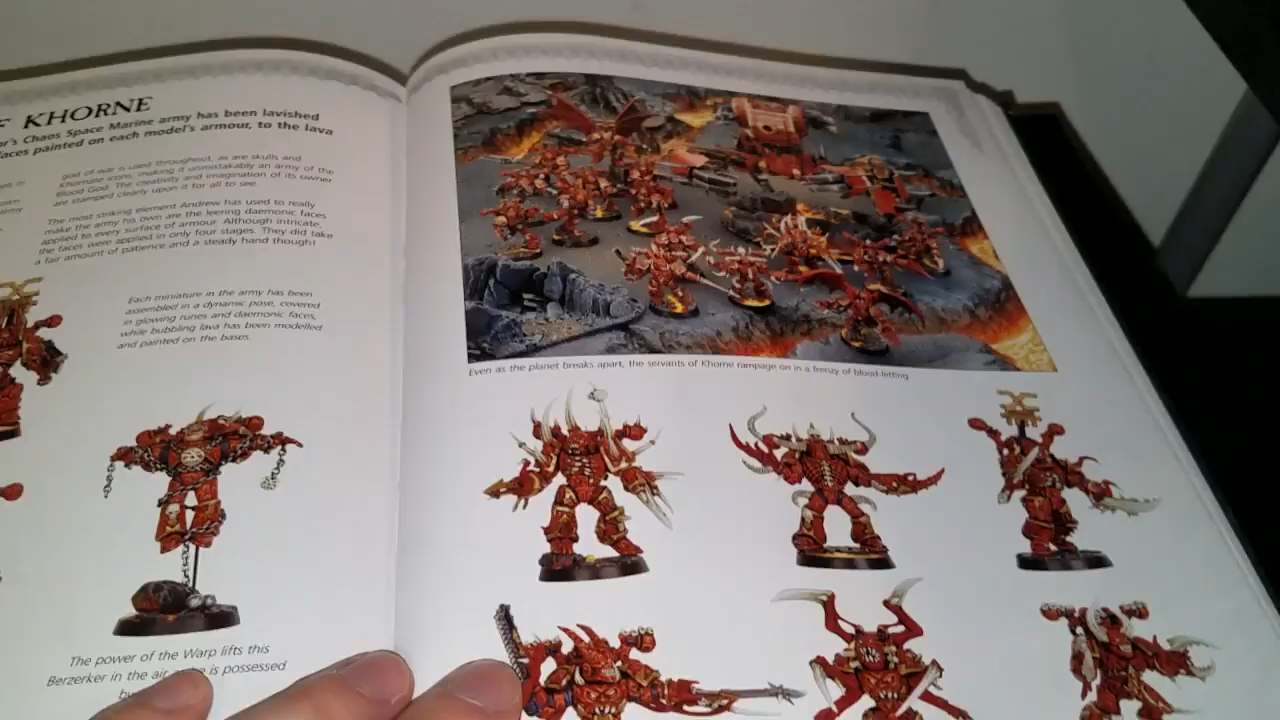 F KHORNE
or's Chaos Space Marine army has been lavished
faces painted on each model's armour, to the lava
god of war is used throughout, as are skulls and
Khornate icons, making it unmistakably an army of the
Blood God. The creativity and imagination of its owner
are stamped clearly upon it for all to see.
The most striking element Andrew has used to really
make the army his own are the leering daemonic faces
applied to every surface of armour. Although intricate,
the faces were applied in only four stages. They did take
a fair amount of patience and a steady hand though!
Each miniature in the army has been
assembled in a dynamic pose, covered
in glowing runes and daemonic faces,
while bubbling lava has been modelled
and painted on the bases.
The power of the Warp lifts this
Berzerker in the air is possessed
Even as the planet breaks apart, the servants of Khorne rampage on in a frenzy of blood-letting.